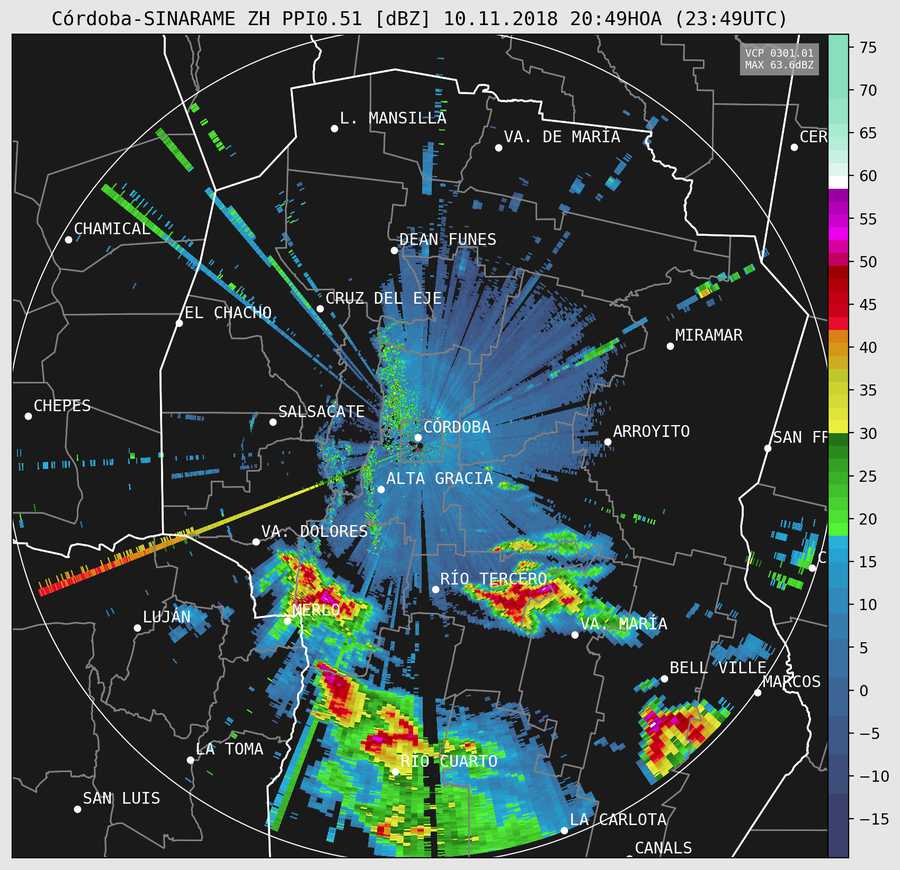 Córdoba-SINARAME ZH PPI0.51 [dBZ] 10.11.2018 20:49HOA (23:49UTC)
VCP 0301.01
MAX 63.6dBZ
75
70
65
60
55
50
45
40
35
30
25
20
15
10
5
0
−5
−10
−15
L. MANSILLA
VA. DE MARÍA
CER
CHAMICAL
DEAN FUNES
CRUZ DEL EJE
EL CHACHO
MIRAMAR
CHEPES
SALSACATE
CÓRDOBA
ARROYITO
SAN FR
ALTA GRACIA
VA. DOLORES
C
RÍO TERCERO
MERLO
LUJÁN
VA. MARÍA
BELL VILLE
MARCOS
LA TOMA
RÍO CUARTO
SAN LUIS
LA CARLOTA
CANALS